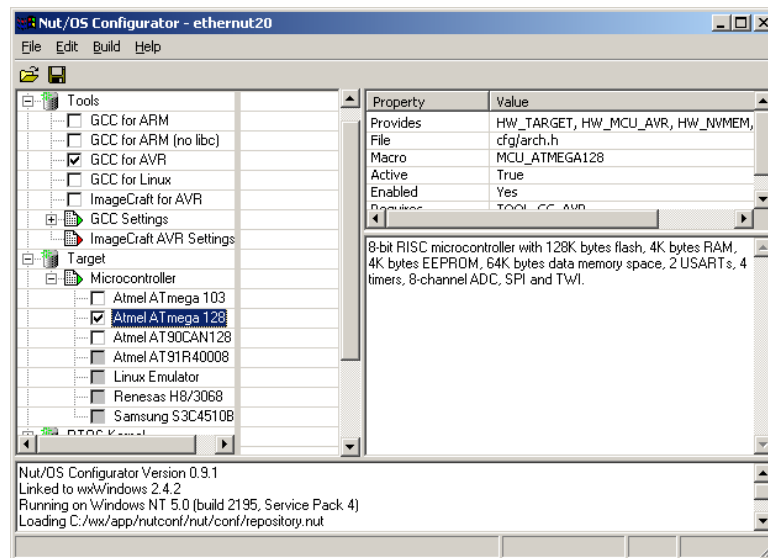 Nut/OS Configurator - ethernut20
File Edit Build Help
Tools
GCC for ARM
GCC for ARM (no libc)
GCC for AVR
GCC for Linux
ImageCraft for AVR
GCC Settings
ImageCraft AVR Settings
Target
Microcontroller
Atmel ATmega 103
Atmel ATmega 128
Atmel AT90CAN128
Atmel AT91R40008
Linux Emulator
Renesas H8/3068
Samsung S3C4510B
RTOS Kernel
Property Value
Provides HW_TARGET, HW_MCU_AVR, HW_NVMEM,
File cfg/arch.h
Macro MCU_ATMEGA128
Active True
Enabled Yes
Requires TOOL_CC_AVR
8-bit RISC microcontroller with 128K bytes flash, 4K bytes RAM,
4K bytes EEPROM, 64K bytes data memory space, 2 USARTs, 4
timers, 8-channel ADC, SPI and TWI.
Nut/OS Configurator Version 0.9.1
Linked to wxWindows 2.4.2
Running on Windows NT 5.0 (build 2195, Service Pack 4)
Loading C:/wx/app/nutconf/nut/conf/repository.nut